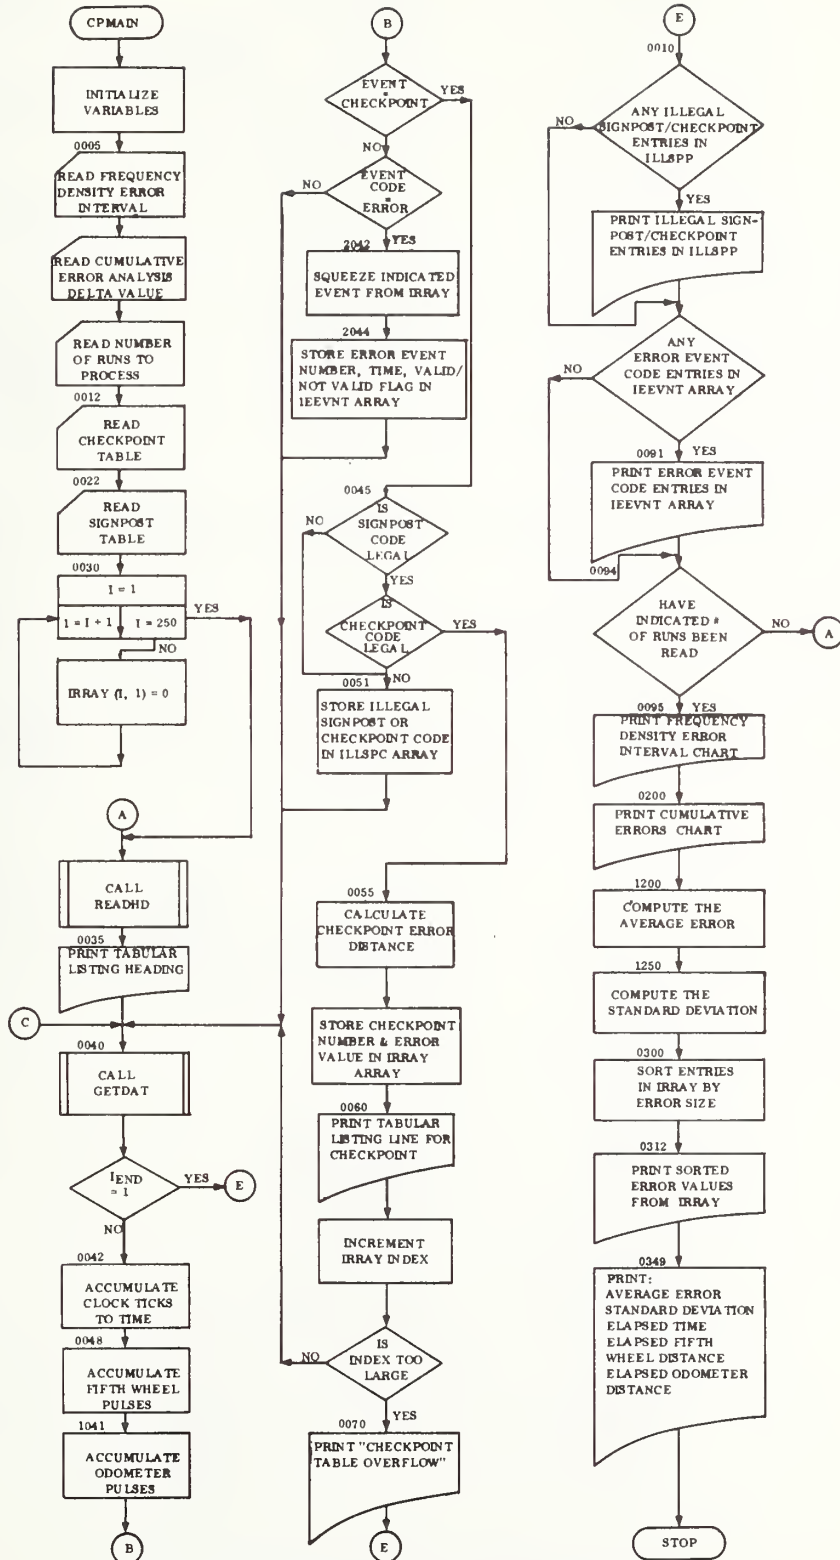 CPMAIN
INITIALIZE
VARIABLES
0005
READ FREQUENCY
DENSITY ERROR
INTERVAL
READ CUMULATIVE
ERROR ANALYSIS
DELTA VALUE
READ NUMBER
OF RUNS TO
PROCESS
0012
READ
CHECKPOINT
TABLE
0022
READ
SIGNPOST
TABLE
0030
I = 1
I = I + 1
I = 250
YES
NO
IRRAY (I, 1) = 0
A
CALL
READHD
0035
PRINT TABULAR
LISTING HEADING
C
0040
CALL
GETDAT
IEND
= 1
YES
E
NO
0042
ACCUMULATE
CLOCK TICKS
TO TIME
0048
ACCUMULATE
FIFTH WHEEL
PULSES
1041
ACCUMULATE
ODOMETER
PULSES
B
B
EVENT
=
CHECKPOINT
YES
NO
EVENT
CODE
=
ERROR
NO
YES
2042
SQUEEZE INDICATED
EVENT FROM IRRAY
2044
STORE ERROR EVENT
NUMBER, TIME, VALID/
NOT VALID FLAG IN
IEEVNT ARRAY
0045
IS
SIGNPOST
CODE
LEGAL
NO
YES
IS
CHECKPOINT
CODE
LEGAL
YES
NO
0051
STORE ILLEGAL
SIGNPOST OR
CHECKPOINT CODE
IN ILLSPC ARRAY
0055
CALCULATE
CHECKPOINT ERROR
DISTANCE
STORE CHECKPOINT
NUMBER & ERROR
VALUE IN IRRAY
ARRAY
0060
PRINT TABULAR
LISTING LINE FOR
CHECKPOINT
INCREMENT
IRRAY INDEX
IS
INDEX TOO
LARGE
NO
YES
0070
PRINT "CHECKPOINT
TABLE OVERFLOW"
E
E
0010
ANY ILLEGAL
SIGNPOST/CHECKPOINT
ENTRIES IN
ILLSPP
NO
YES
PRINT ILLEGAL SIGN-
POST/CHECKPOINT
ENTRIES IN ILLSPP
ANY
ERROR EVENT
CODE ENTRIES IN
IEEVNT ARRAY
NO
YES
0091
PRINT ERROR EVENT
CODE ENTRIES IN
IEEVNT ARRAY
0094
HAVE
INDICATED #
OF RUNS BEEN
READ
NO
A
YES
0095
PRINT FREQUENCY
DENSITY ERROR
INTERVAL CHART
0200
PRINT CUMULATIVE
ERRORS CHART
1200
COMPUTE THE
AVERAGE ERROR
1250
COMPUTE THE
STANDARD DEVIATION
0300
SORT ENTRIES
IN IRRAY BY
ERROR SIZE
0312
PRINT SORTED
ERROR VALUES
FROM IRRAY
0349
PRINT:
AVERAGE ERROR
STANDARD DEVIATION
ELAPSED TIME
ELAPSED FIFTH
WHEEL DISTANCE
ELAPSED ODOMETER
DISTANCE
STOP